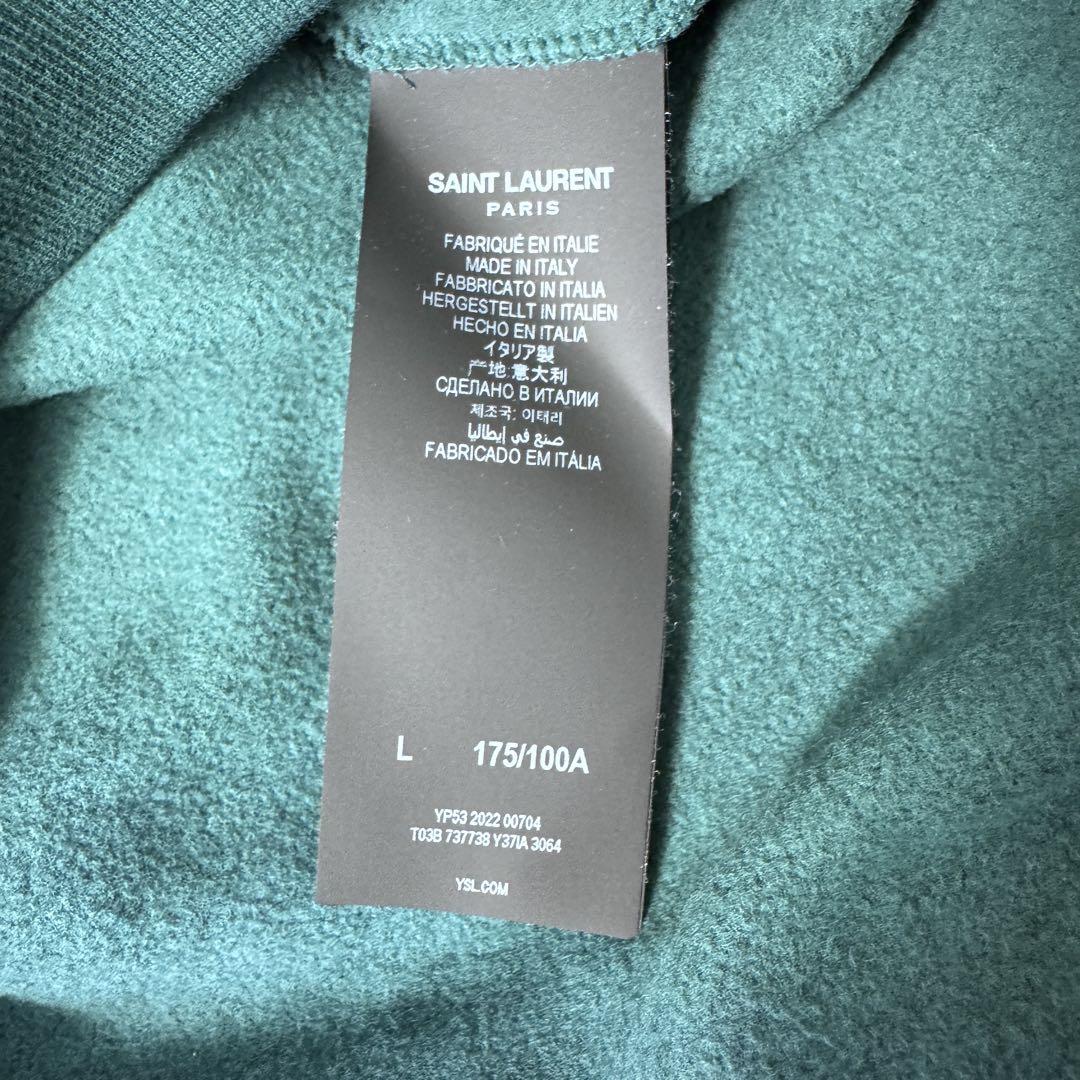 SAINT LAURENT
PARIS
FABRIQUÉ EN ITALIE
MADE IN ITALY
FABBRICATO IN ITALIA
HERGESTELLT IN ITALIEN
HECHO EN ITALIA
イタリア製
产地:意大利
СДЕЛАНО В ИТАЛИИ
제조국: 이태리
صنع في إيطاليا
FABRICADO EM ITÁLIA
L 175/100A
YP53 2022 00704
T03B 737738 Y37IA 3064
YSL.COM